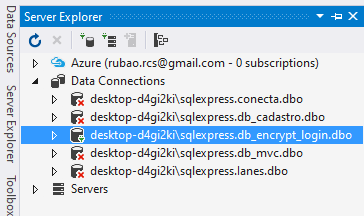 Server Explorer
Azure (rubao.rcs@gmail.com - 0 subscriptions)
Data Connections
desktop-d4gi2ki\sqlexpress.conecta.dbo
desktop-d4gi2ki\sqlexpress.db_cadastro.dbo
desktop-d4gi2ki\sqlexpress.db_encrypt_login.dbo
desktop-d4gi2ki\sqlexpress.db_mvc.dbo
desktop-d4gi2ki\sqlexpress.lanes.dbo
Servers
Data Sources
Server Explorer
Toolbox